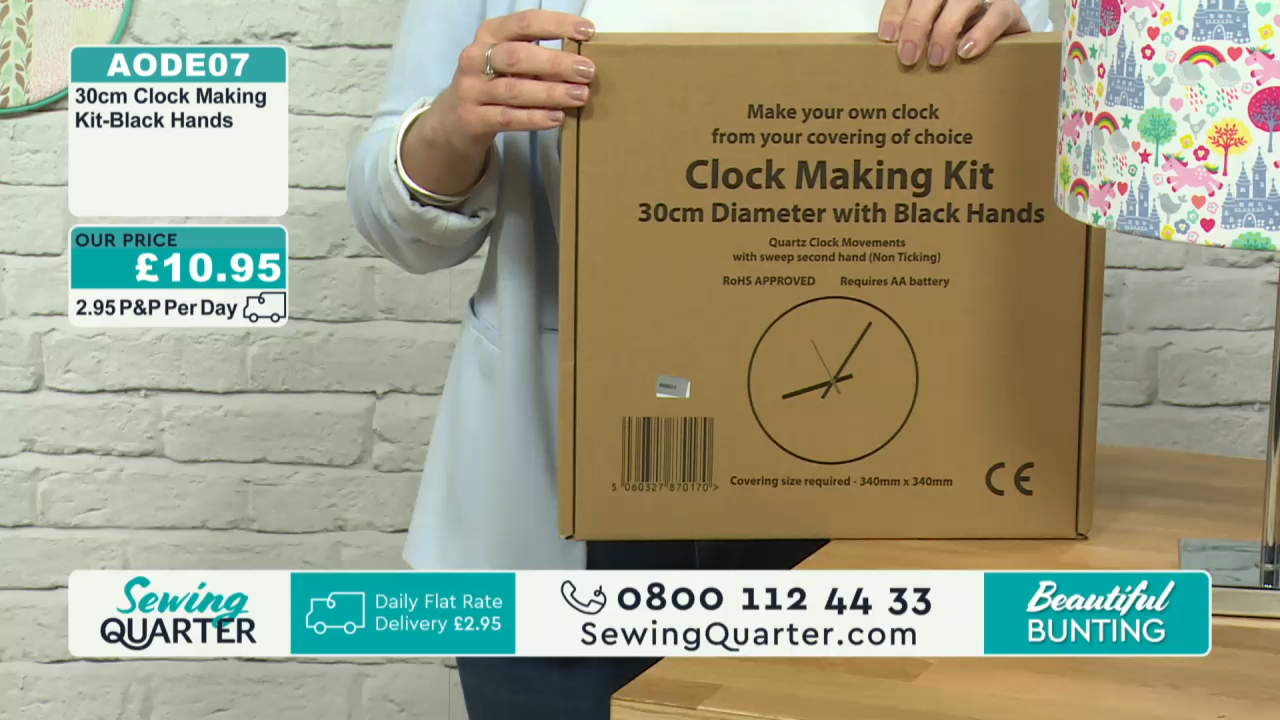 AODE07
30cm Clock Making
Kit-Black Hands
OUR PRICE
£10.95
2.95 P&P Per Day
Make your own clock
from your covering of choice
Clock Making Kit
30cm Diameter with Black Hands
Quartz Clock Movements
with sweep second hand (Non Ticking)
RoHS APPROVED Requires AA battery
5 060327 870170 >
Covering size required - 340mm x 340mm
CE
Sewing
QUARTER
Daily Flat Rate
Delivery £2.95
0800 112 44 33
SewingQuarter.com
Beautiful
BUNTING